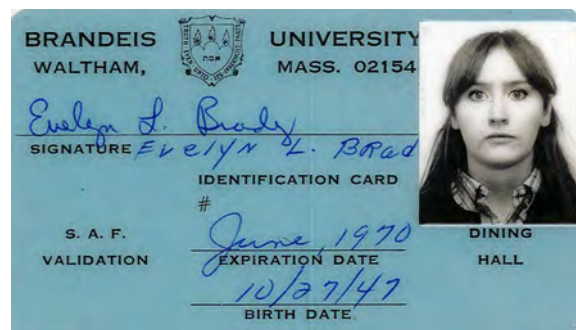 BRANDEIS UNIVERSITY
WALTHAM, MASS. 02154
Evelyn L. Brady
SIGNATURE Evelyn L. Brad
IDENTIFICATION CARD
#
S. A. F. June, 1970 DINING
VALIDATION EXPIRATION DATE HALL
10/27/47
BIRTH DATE